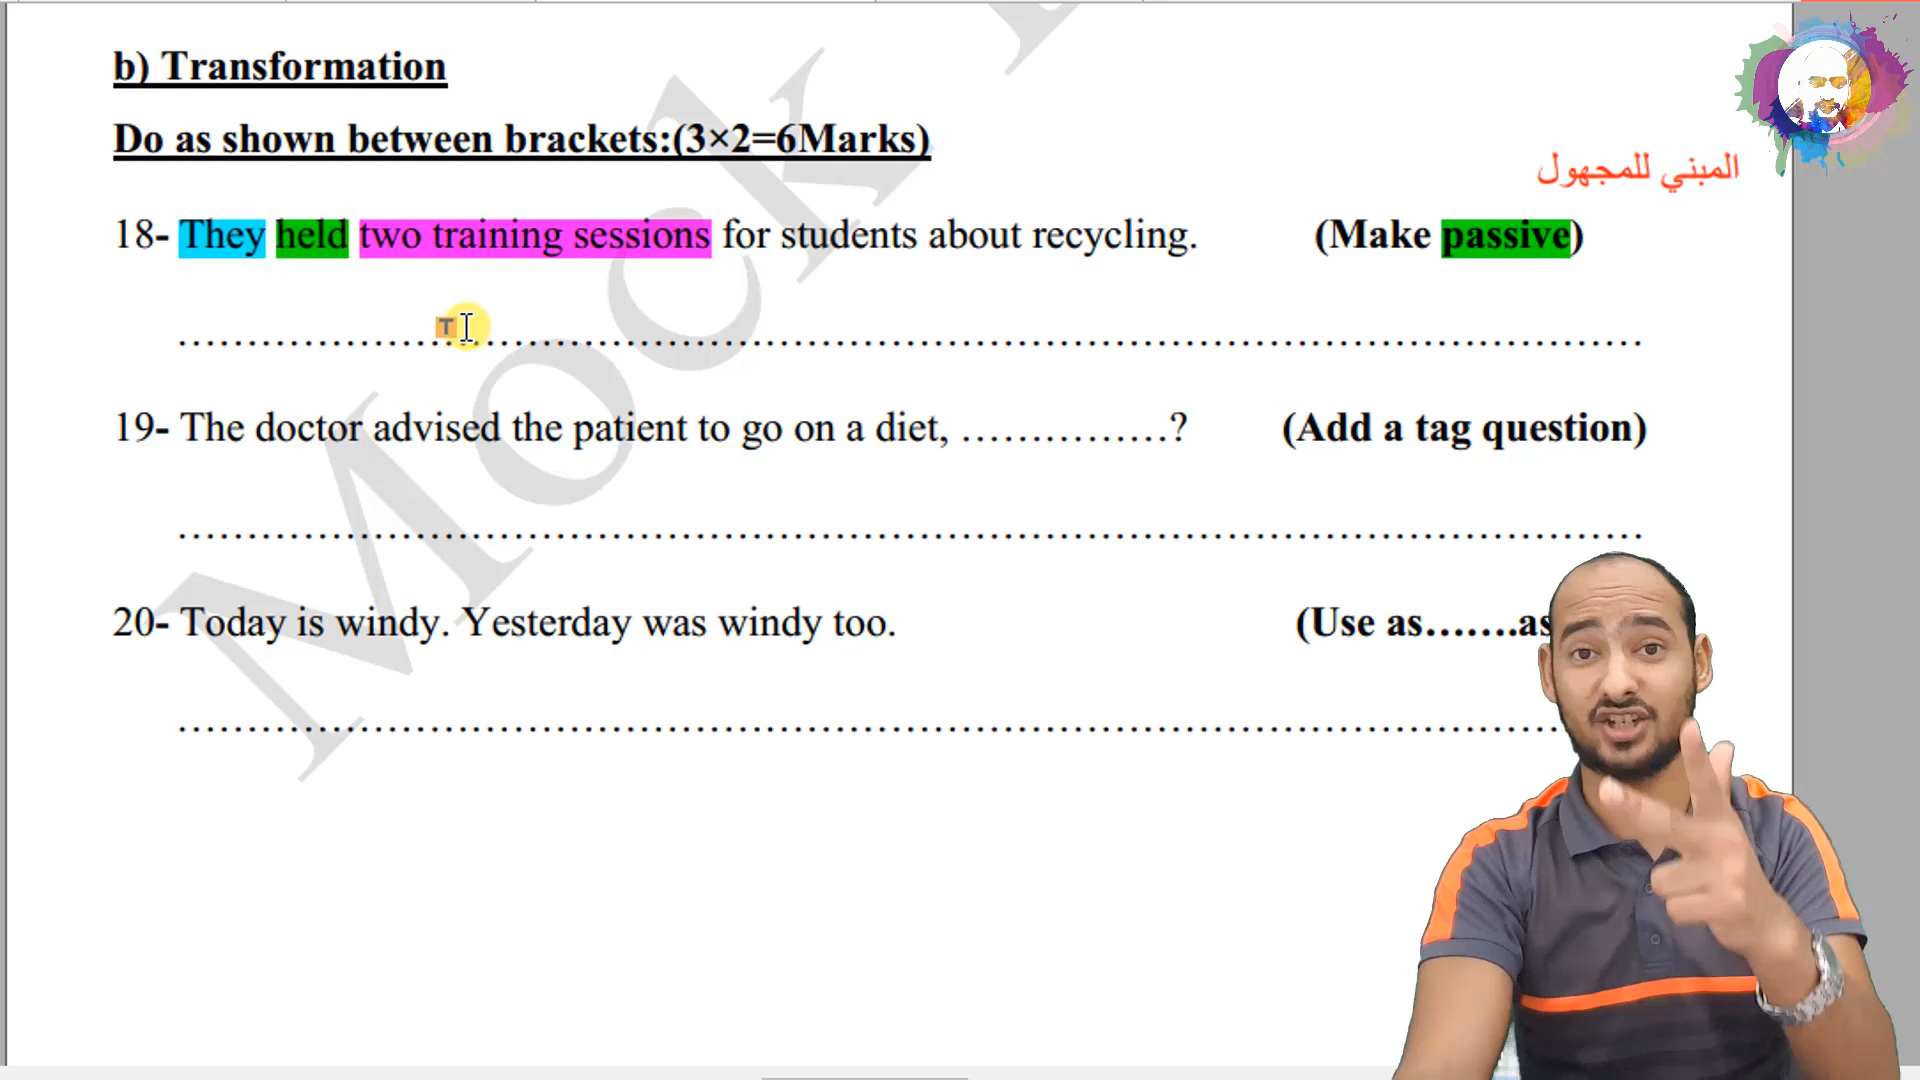 b) Transformation
Do as shown between brackets:(3×2=6Marks)
المبني للمجهول
18- They held two training sessions for students about recycling. (Make passive)
T
................................................................................................
19- The doctor advised the patient to go on a diet, ……………? (Add a tag question)
................................................................................................
20- Today is windy. Yesterday was windy too. (Use as…….as
................................................................................................
Mock